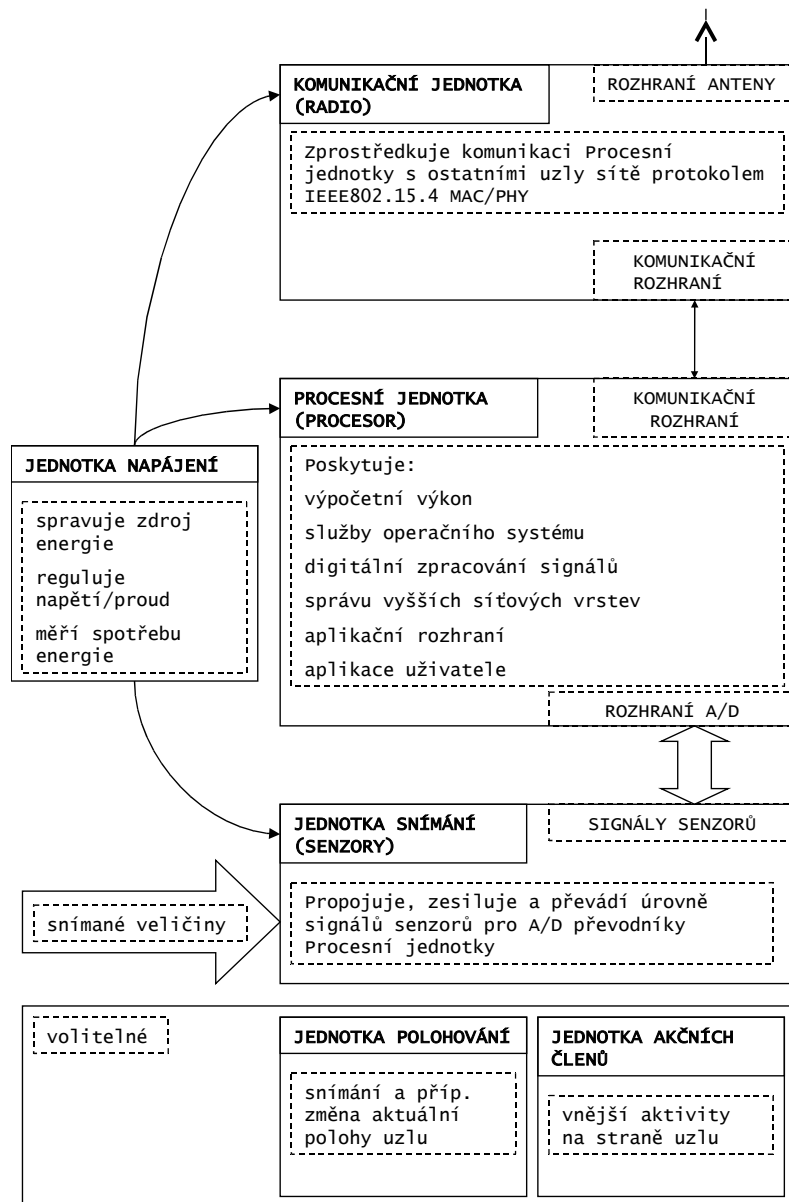 KOMUNIKAČNÍ JEDNOTKA
(RADIO)
ROZHRANÍ ANTENY
Zprostředkuje komunikaci Procesní
jednotky s ostatními uzly sítě protokolem
IEEE802.15.4 MAC/PHY
KOMUNIKAČNÍ
ROZHRANÍ
PROCESNÍ JEDNOTKA
(PROCESOR)
KOMUNIKAČNÍ
ROZHRANÍ
Poskytuje:
výpočetní výkon
služby operačního systému
digitální zpracování signálů
správu vyšších síťových vrstev
aplikační rozhraní
aplikace uživatele
ROZHRANÍ A/D
JEDNOTKA NAPÁJENÍ
spravuje zdroj
energie
reguluje
napětí/proud
měří spotřebu
energie
JEDNOTKA SNÍMÁNÍ
(SENZORY)
SIGNÁLY SENZORŮ
snímané veličiny
Propojuje, zesiluje a převádí úrovně
signálů senzorů pro A/D převodníky
Procesní jednotky
volitelné
JEDNOTKA POLOHOVÁNÍ
snímání a příp.
změna aktuální
polohy uzlu
JEDNOTKA AKČNÍCH
ČLENŮ
vnější aktivity
na straně uzlu